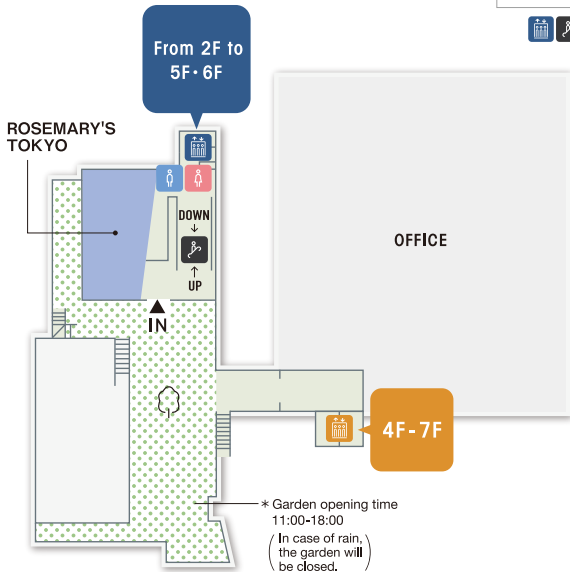 From 2F to
5F・6F
ROSEMARY'S
TOKYO
DOWN
UP
IN
OFFICE
4F-7F
* Garden opening time
11:00-18:00
( In case of rain,
the garden will
be closed. )